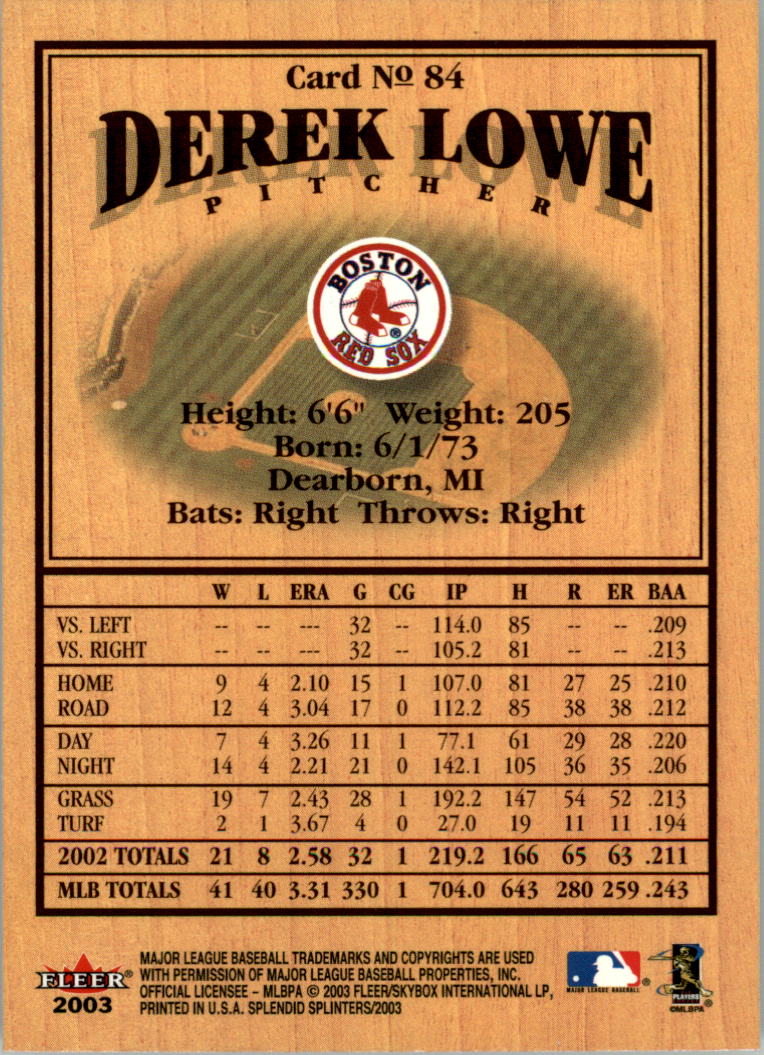 Card No 84
DEREK LOWE
PITCHER
BOSTON
RED SOX
®
Height: 6'6" Weight: 205
Born: 6/1/73
Dearborn, MI
Bats: Right Throws: Right
W L ERA G CG IP H R ER BAA
VS. LEFT -- -- --- 32 -- 114.0 85 -- -- .209
VS. RIGHT -- -- --- 32 -- 105.2 81 -- -- .213
HOME 9 4 2.10 15 1 107.0 81 27 25 .210
ROAD 12 4 3.04 17 0 112.2 85 38 38 .212
DAY 7 4 3.26 11 1 77.1 61 29 28 .220
NIGHT 14 4 2.21 21 0 142.1 105 36 35 .206
GRASS 19 7 2.43 28 1 192.2 147 54 52 .213
TURF 2 1 3.67 4 0 27.0 19 11 11 .194
2002 TOTALS 21 8 2.58 32 1 219.2 166 65 63 .211
MLB TOTALS 41 40 3.31 330 1 704.0 643 280 259 .243
FLEER®
2003
MAJOR LEAGUE BASEBALL TRADEMARKS AND COPYRIGHTS ARE USED
WITH PERMISSION OF MAJOR LEAGUE BASEBALL PROPERTIES, INC.
OFFICIAL LICENSEE – MLBPA © 2003 FLEER/SKYBOX INTERNATIONAL LP,
PRINTED IN U.S.A. SPLENDID SPLINTERS/2003
MAJOR LEAGUE BASEBALL®
PLAYERS®
©MLBPA